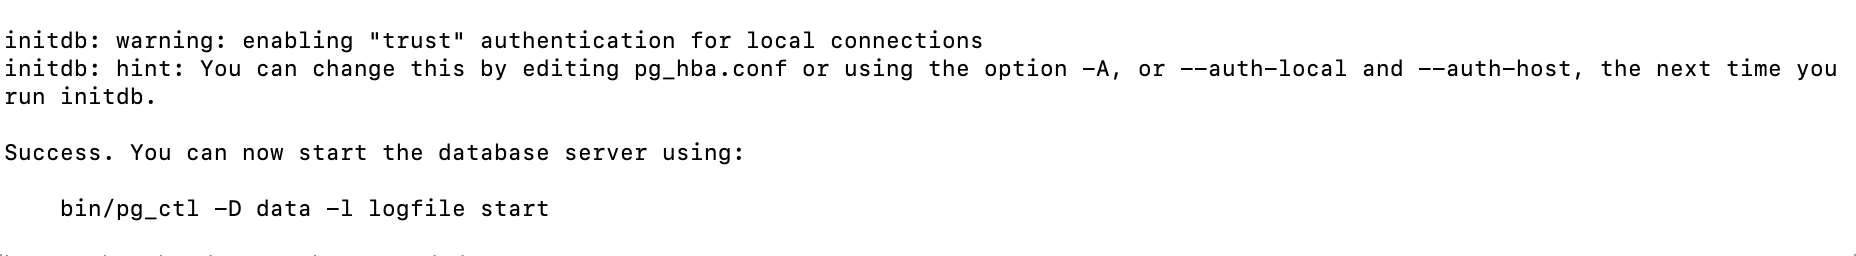 initdb: warning: enabling "trust" authentication for local connections
initdb: hint: You can change this by editing pg_hba.conf or using the option -A, or --auth-local and --auth-host, the next time you
run initdb.
Success. You can now start the database server using:
bin/pg_ctl -D data -l logfile start